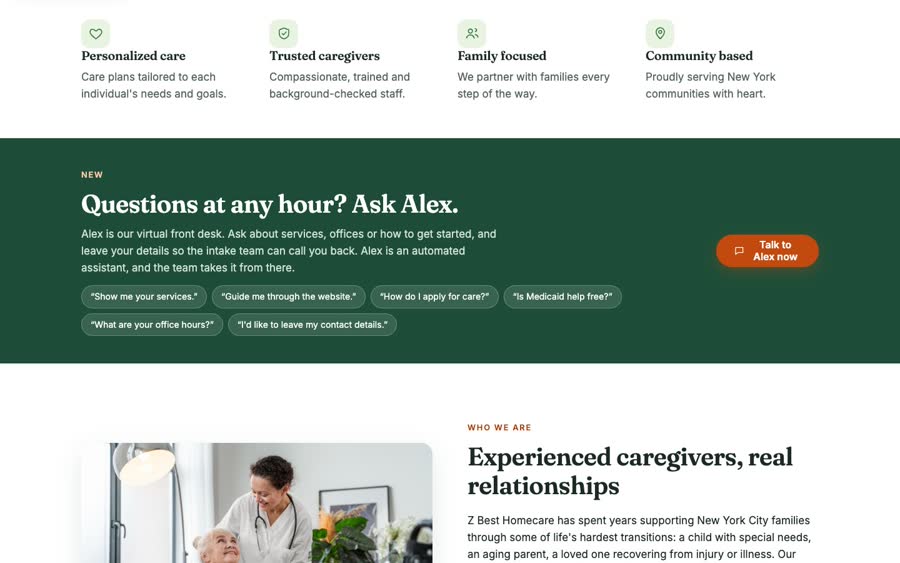 Personalized care
Care plans tailored to each
individual's needs and goals.
Trusted caregivers
Compassionate, trained and
background-checked staff.
Family focused
We partner with families every
step of the way.
Community based
Proudly serving New York
communities with heart.
NEW
Questions at any hour? Ask Alex.
Alex is our virtual front desk. Ask about services, offices or how to get started, and
leave your details so the intake team can call you back. Alex is an automated
assistant, and the team takes it from there.
“Show me your services.”
“Guide me through the website.”
“How do I apply for care?”
“Is Medicaid help free?”
“What are your office hours?”
“I'd like to leave my contact details.”
Talk to
Alex now
WHO WE ARE
Experienced caregivers, real
relationships
Z Best Homecare has spent years supporting New York City families
through some of life's hardest transitions: a child with special needs,
an aging parent, a loved one recovering from injury or illness. Our